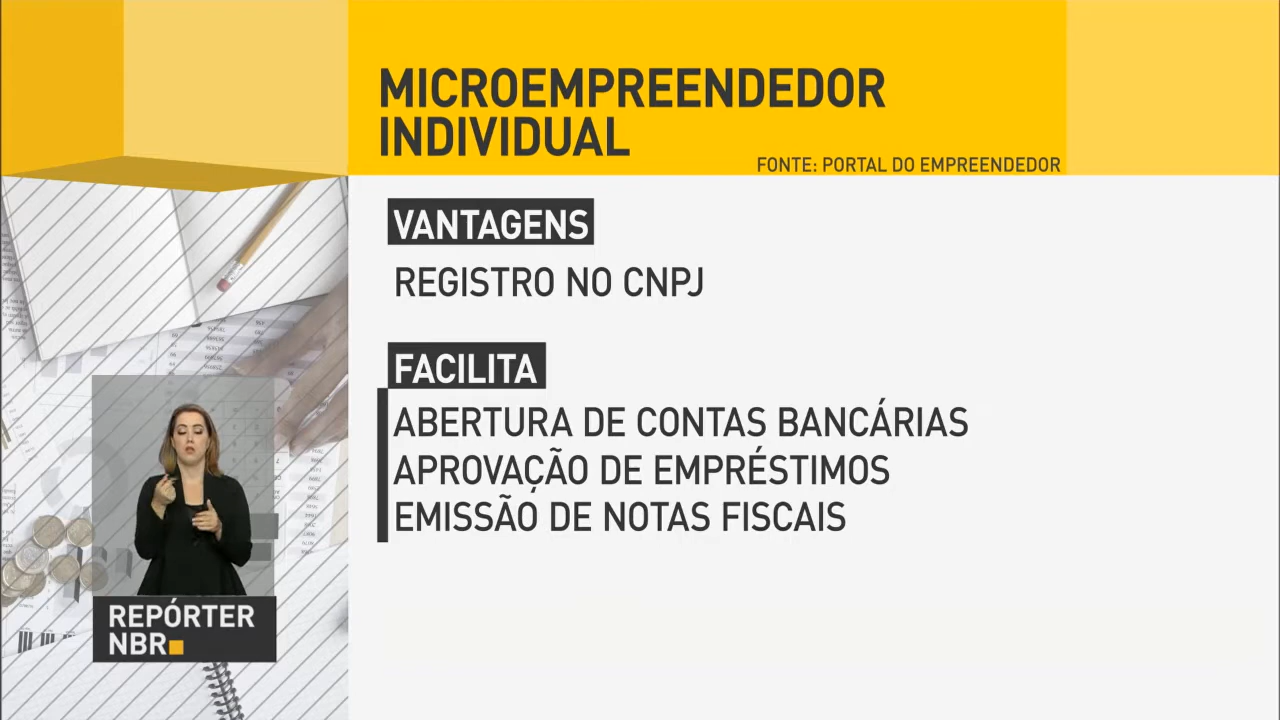 MICROEMPREENDEDOR
INDIVIDUAL
FONTE: PORTAL DO EMPREENDEDOR
VANTAGENS
REGISTRO NO CNPJ
FACILITA
ABERTURA DE CONTAS BANCÁRIAS
APROVAÇÃO DE EMPRÉSTIMOS
EMISSÃO DE NOTAS FISCAIS
REPÓRTER
NBR